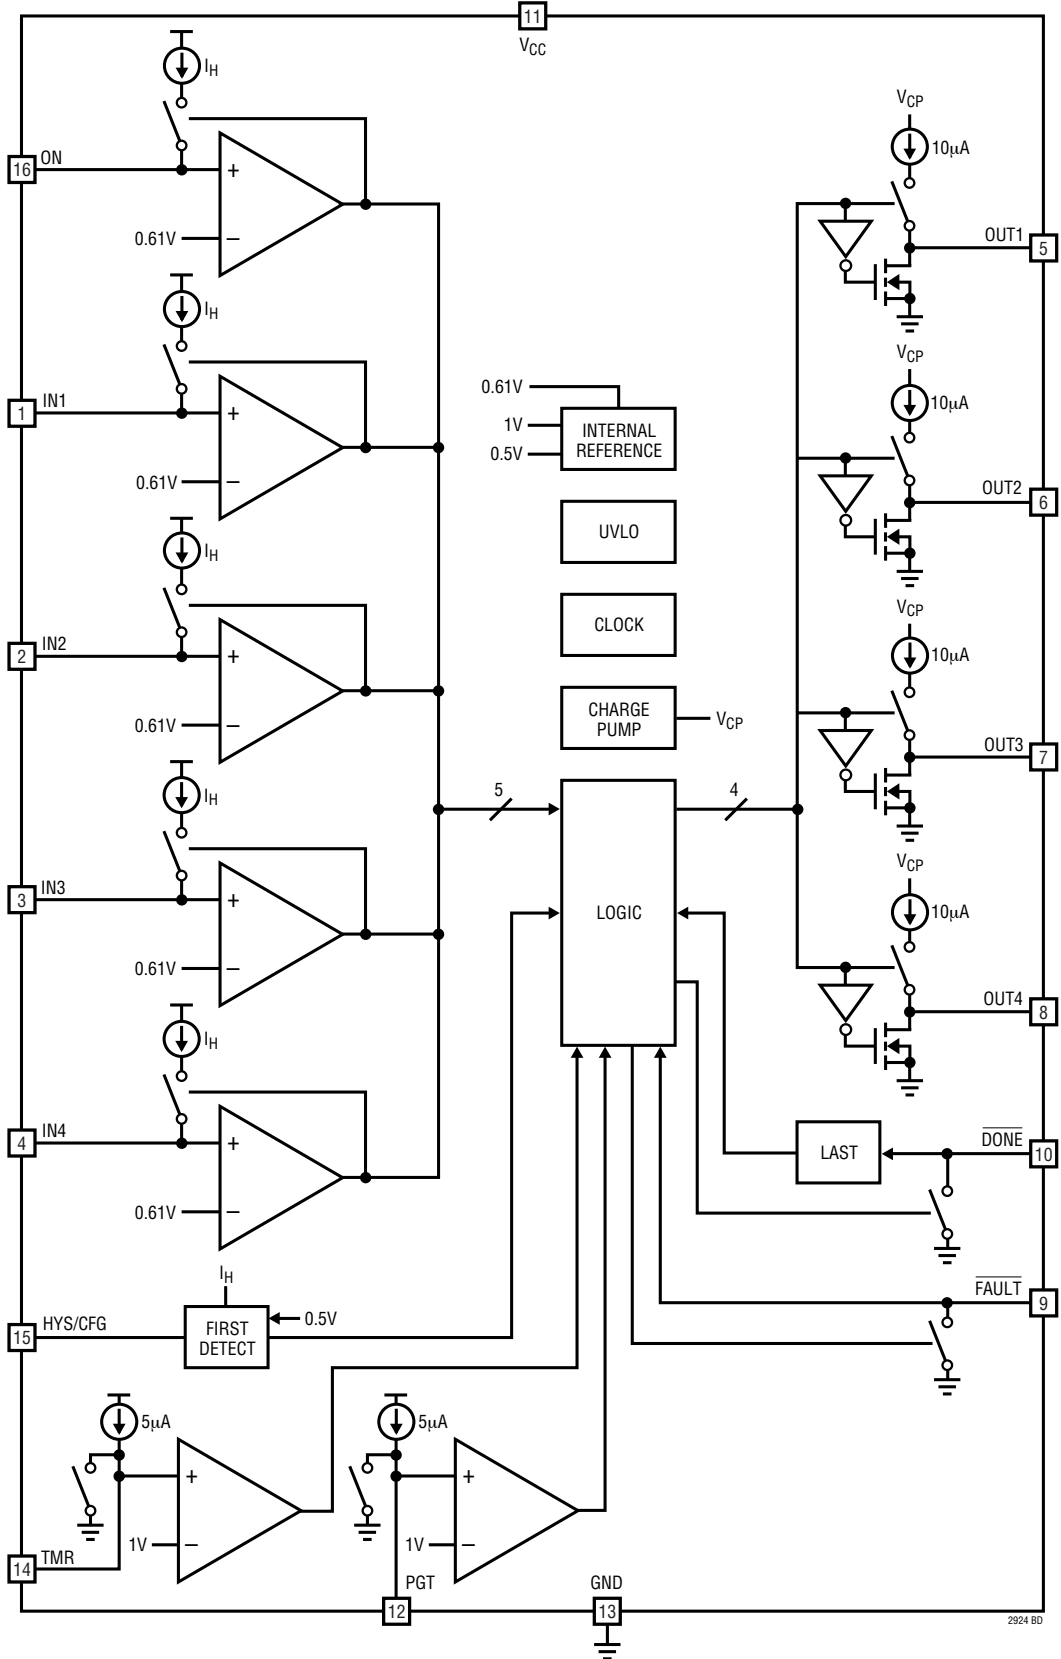 11
VCC
IH
16
ON
+
0.61V
–
IH
1
IN1
+
0.61V
–
IH
2
IN2
+
0.61V
–
IH
3
IN3
+
0.61V
–
IH
4
IN4
+
0.61V
–
IH
15
HYS/CFG
FIRST
DETECT
0.5V
5µA
+
1V
–
14
TMR
5µA
+
1V
–
PGT
12
GND
13
0.61V
1V
0.5V
INTERNAL
REFERENCE
UVLO
CLOCK
CHARGE
PUMP
VCP
5
LOGIC
4
VCP
10µA
OUT1
5
VCP
10µA
OUT2
6
VCP
10µA
OUT3
7
VCP
10µA
OUT4
8
LAST
DONE
10
FAULT
9
2924 BD